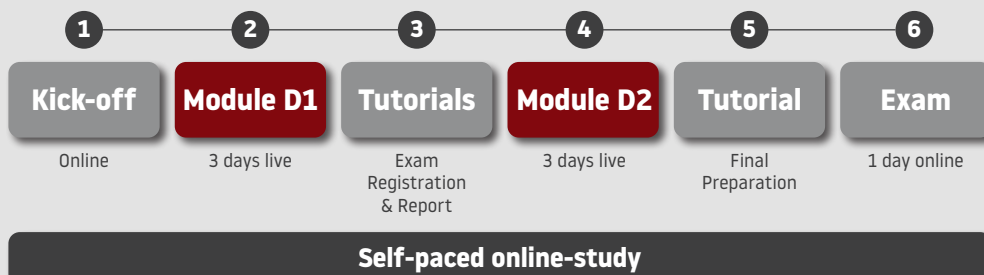 1 2 3 4 5 6
Kick-off Module D1 Tutorials Module D2 Tutorial Exam
Online 3 days live Exam 3 days live Final 1 day online
Registration Preparation
& Report
Self-paced online-study